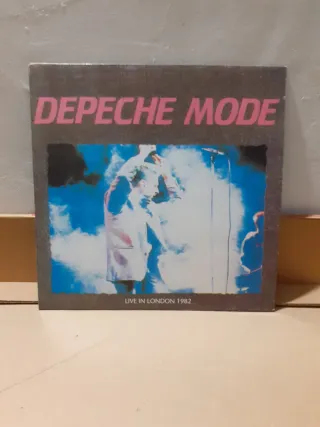 DEPECHE MODE
LIVE IN LONDON 1982